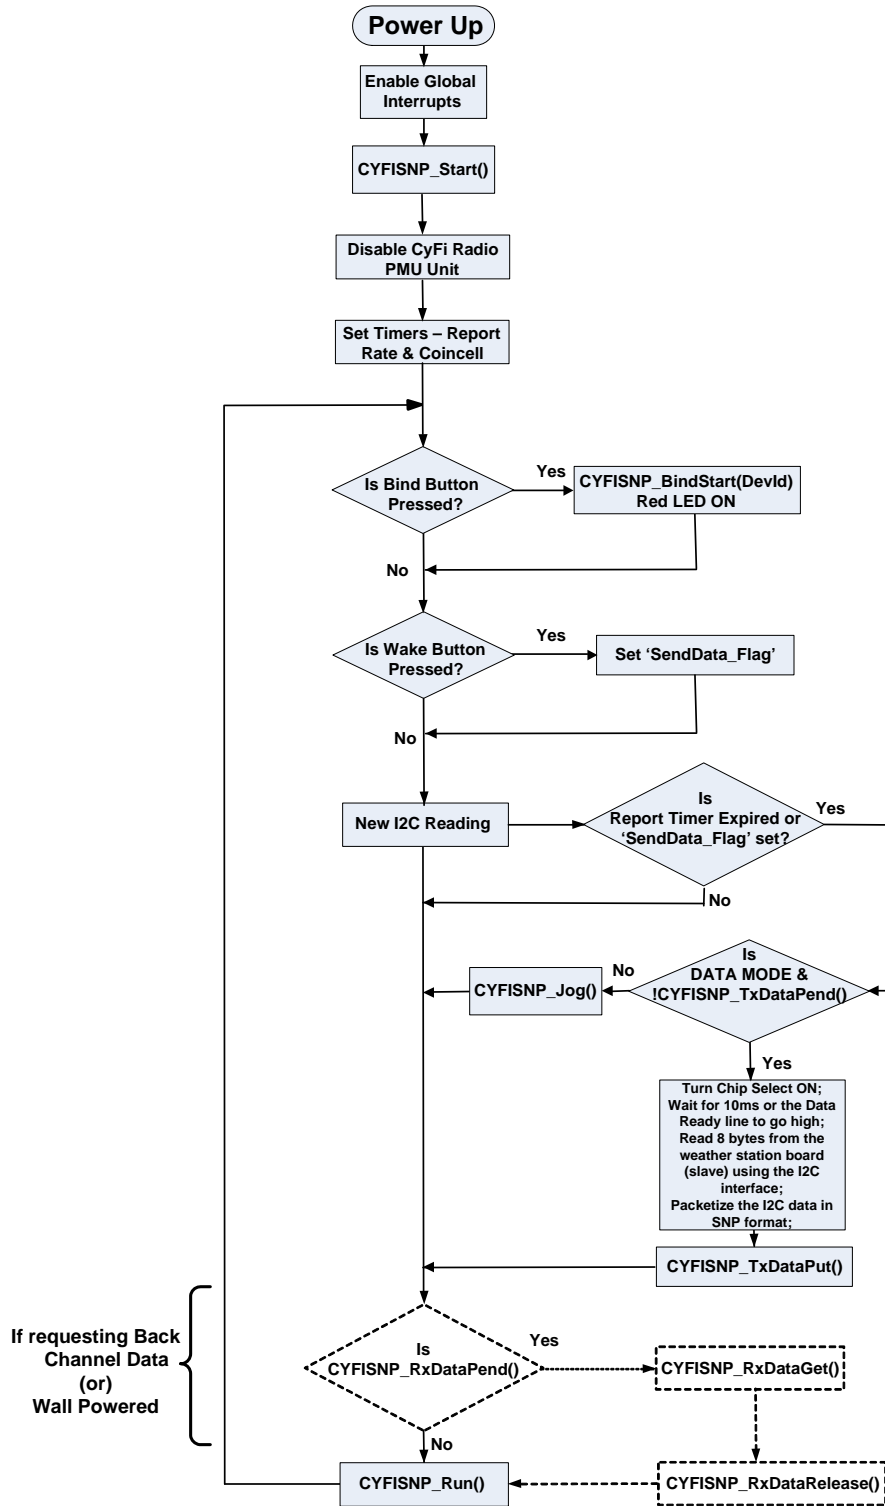 Power Up
Enable Global
Interrupts
CYFISNP_Start()
Disable CyFi Radio
PMU Unit
Set Timers – Report
Rate & Coincell
Is Bind Button
Pressed?
Yes
CYFISNP_BindStart(DevId)
Red LED ON
No
Is Wake Button
Pressed?
Yes
Set ‘SendData_Flag’
No
New I2C Reading
Is
Report Timer Expired or
‘SendData_Flag’ set?
Yes
No
Is
DATA MODE &
!CYFISNP_TxDataPend()
No
CYFISNP_Jog()
Yes
Turn Chip Select ON;
Wait for 10ms or the Data
Ready line to go high;
Read 8 bytes from the
weather station board
(slave) using the I2C
interface;
Packetize the I2C data in
SNP format;
CYFISNP_TxDataPut()
If requesting Back
Channel Data
(or)
Wall Powered
Is
CYFISNP_RxDataPend()
Yes
CYFISNP_RxDataGet()
No
CYFISNP_Run()
CYFISNP_RxDataRelease()